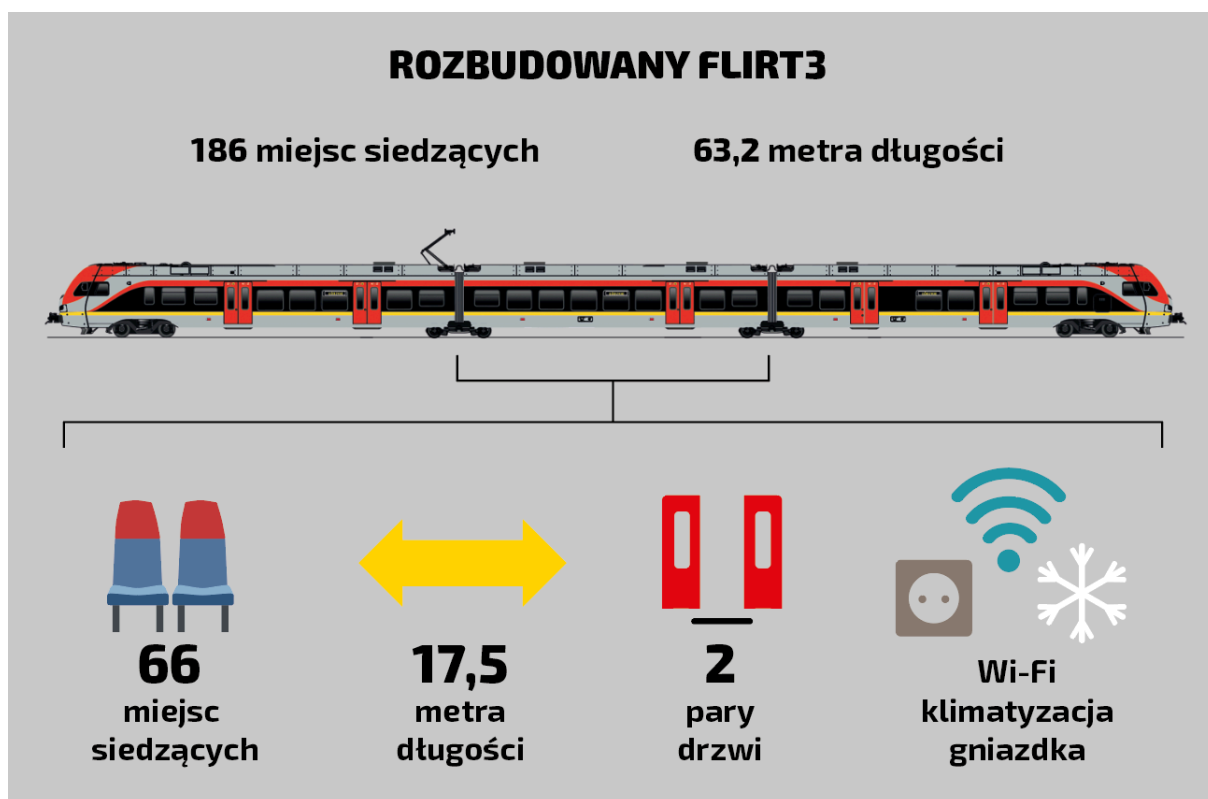 ROZBUDOWANY FLIRT3
186 miejsc siedzących
63,2 metra długości
66
miejsc
siedzących
17,5
metra
długości
2
pary
drzwi
Wi-Fi
klimatyzacja
gniazdka